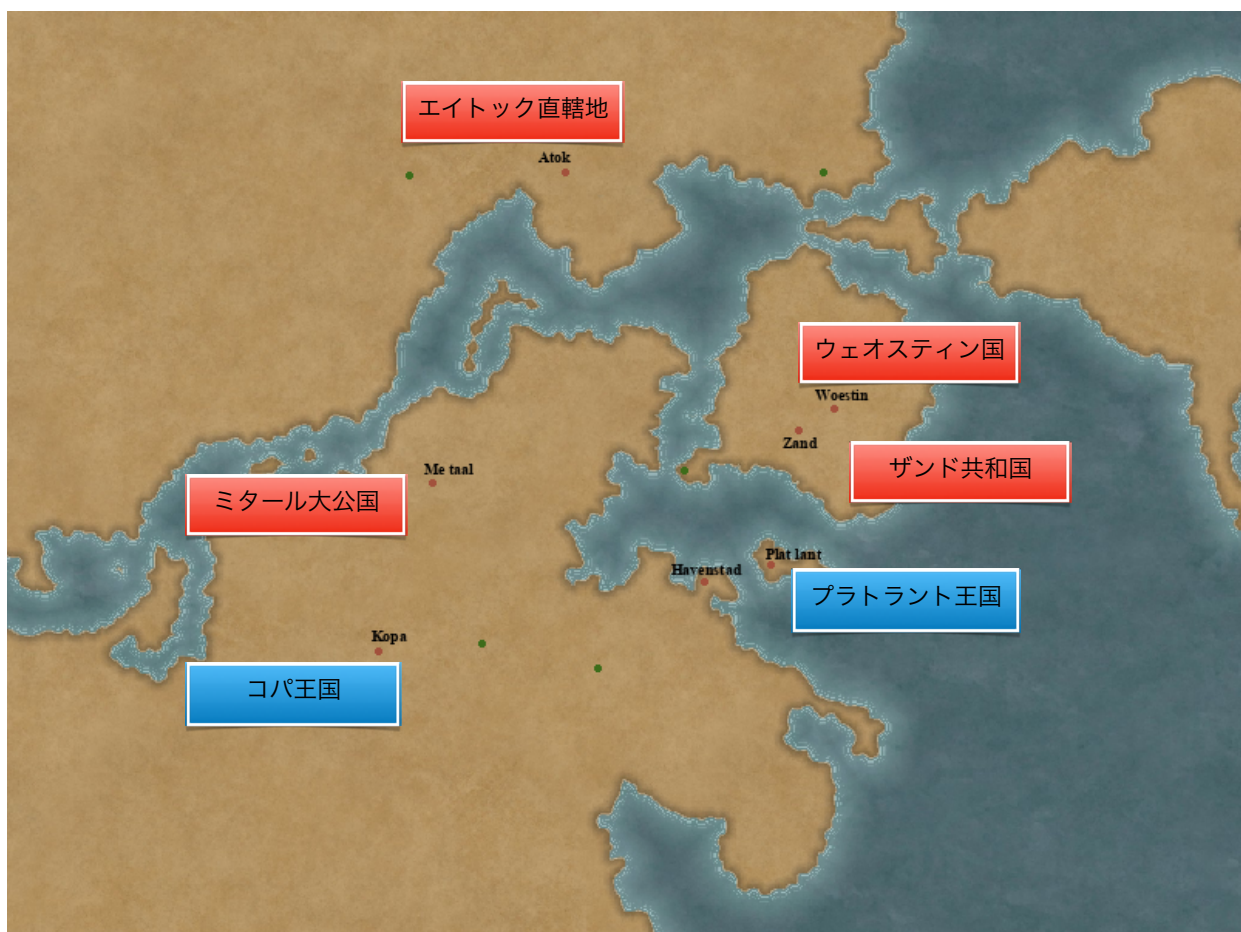 エイトック直轄地
Atok
ウェオスティン国
Woestin
Zand
ザンド共和国
Me taal
ミタール大公国
Plat lant
Havenstad
プラトラント王国
Kopa
コパ王国